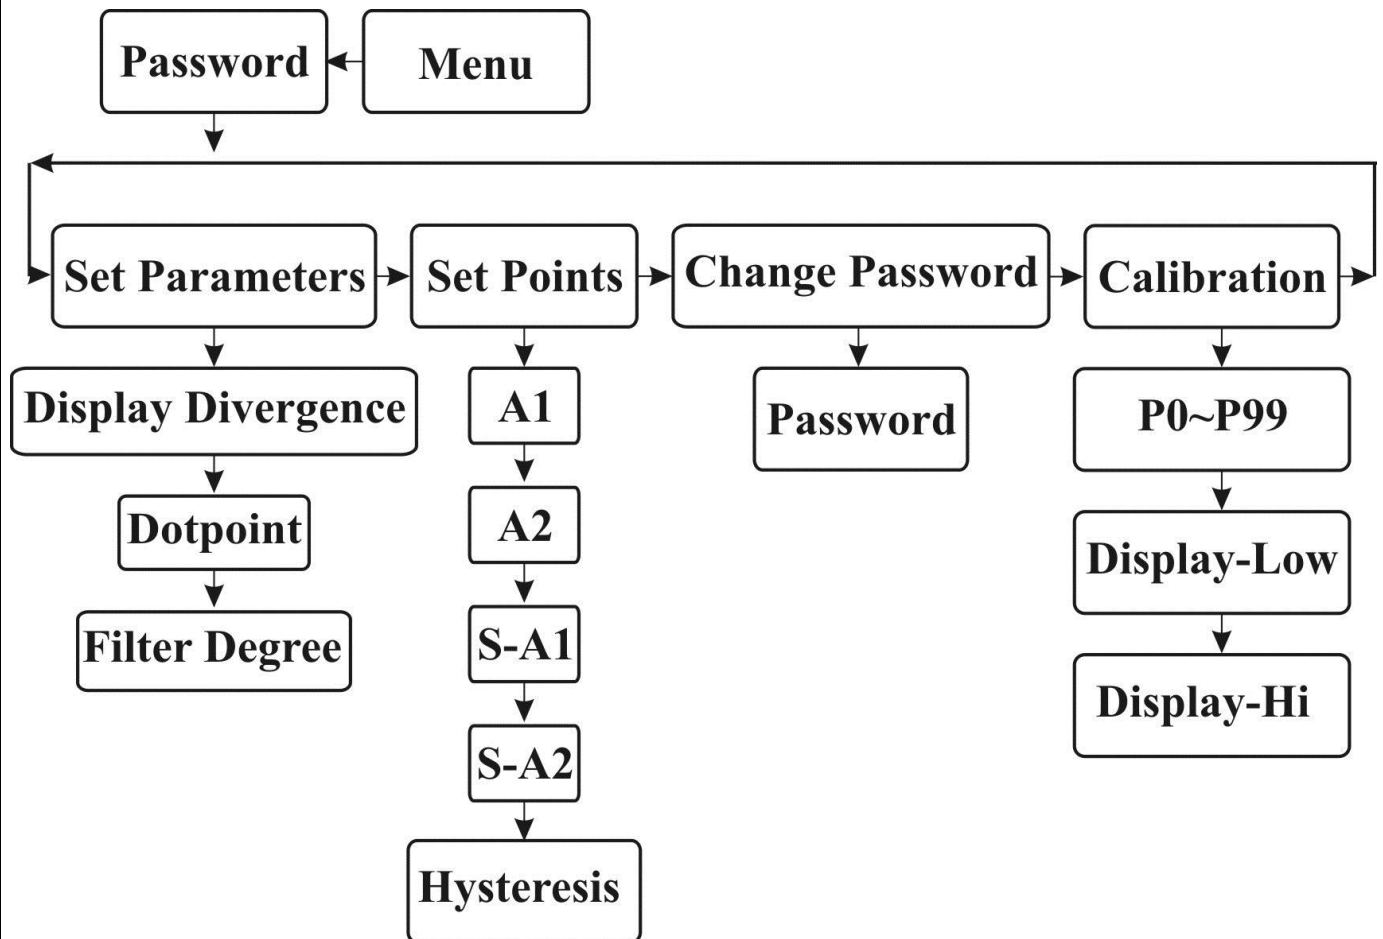 Password
Menu
Set Parameters
Set Points
Change Password
Calibration
Display Divergence
Dotpoint
Filter Degree
A1
A2
S-A1
S-A2
Hysteresis
Password
P0~P99
Display-Low
Display-Hi